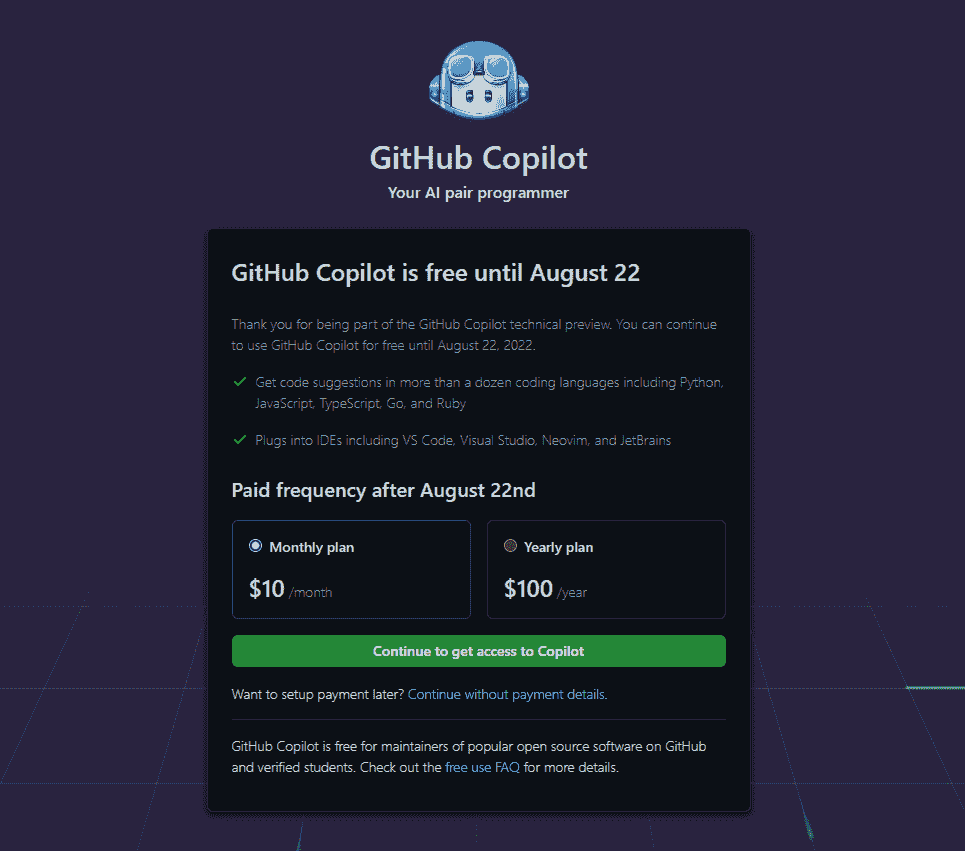 GitHub Copilot
Your AI pair programmer
GitHub Copilot is free until August 22
Thank you for being part of the GitHub Copilot technical preview. You can continue
to use GitHub Copilot for free until August 22, 2022.
Get code suggestions in more than a dozen coding languages including Python,
JavaScript, TypeScript, Go, and Ruby
Plugs into IDEs including VS Code, Visual Studio, Neovim, and JetBrains
Paid frequency after August 22nd
Monthly plan
$10 /month
Yearly plan
$100 /year
Continue to get access to Copilot
Want to setup payment later? Continue without payment details.
GitHub Copilot is free for maintainers of popular open source software on GitHub
and verified students. Check out the free use FAQ for more details.